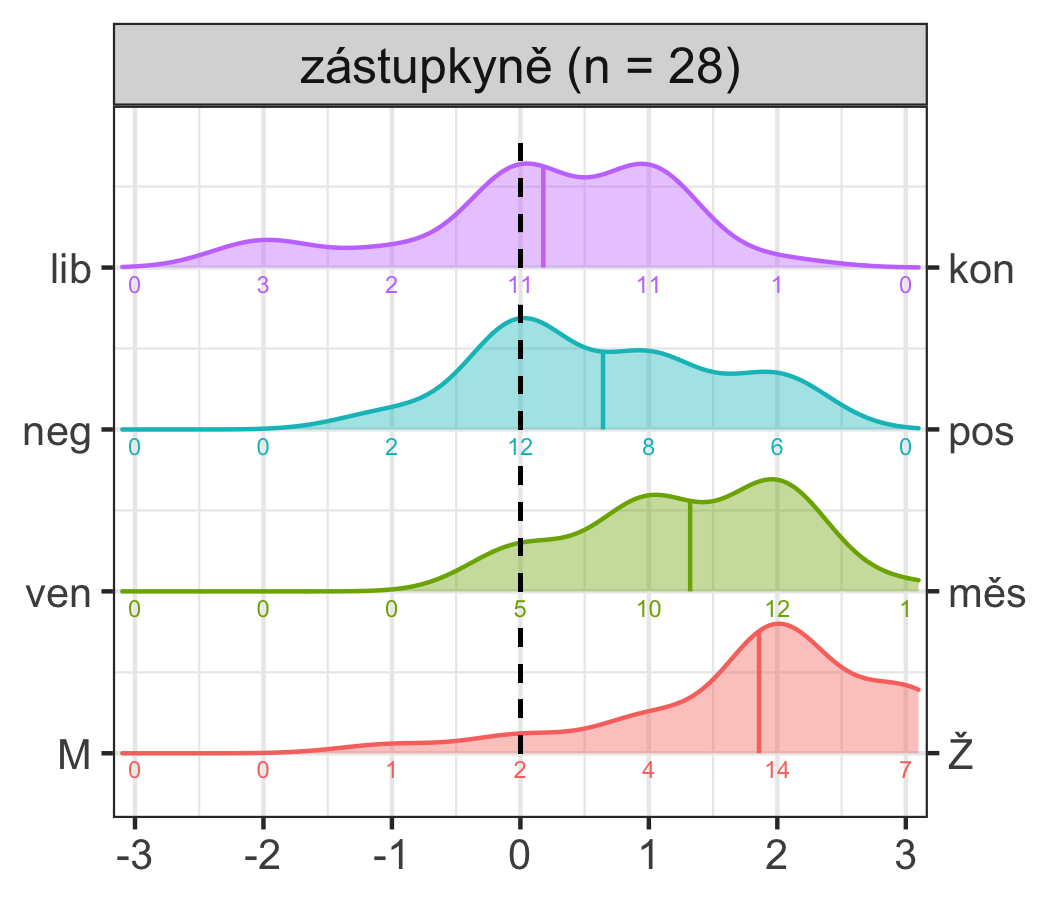 zástupkyně (n = 28)
lib kon
0 3 2 11 11 1 0
neg pos
0 0 2 12 8 6 0
ven měs
0 0 0 5 10 12 1
M Ž
0 0 1 2 4 14 7
-3 -2 -1 0 1 2 3